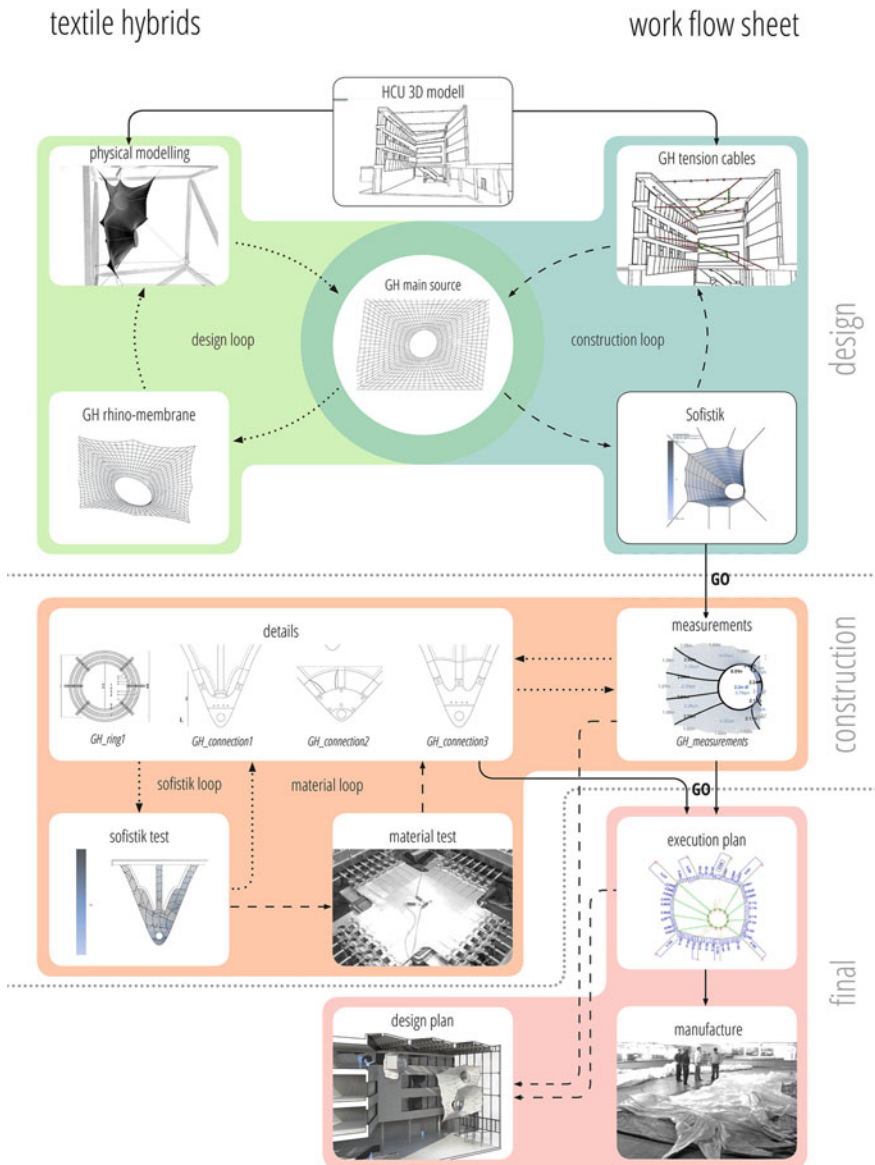 textile hybrids
work flow sheet
HCU 3D modell
physical modelling
GH tension cables
GH main source
design loop
construction loop
design
GH rhino-membrane
Sofistik
GO
details
measurements
construction
GH_ring1
GH_connection1
GH_connection2
GH_connection3
GH_measurements
sofistik loop
material loop
GO
sofistik test
material test
execution plan
final
design plan
manufacture